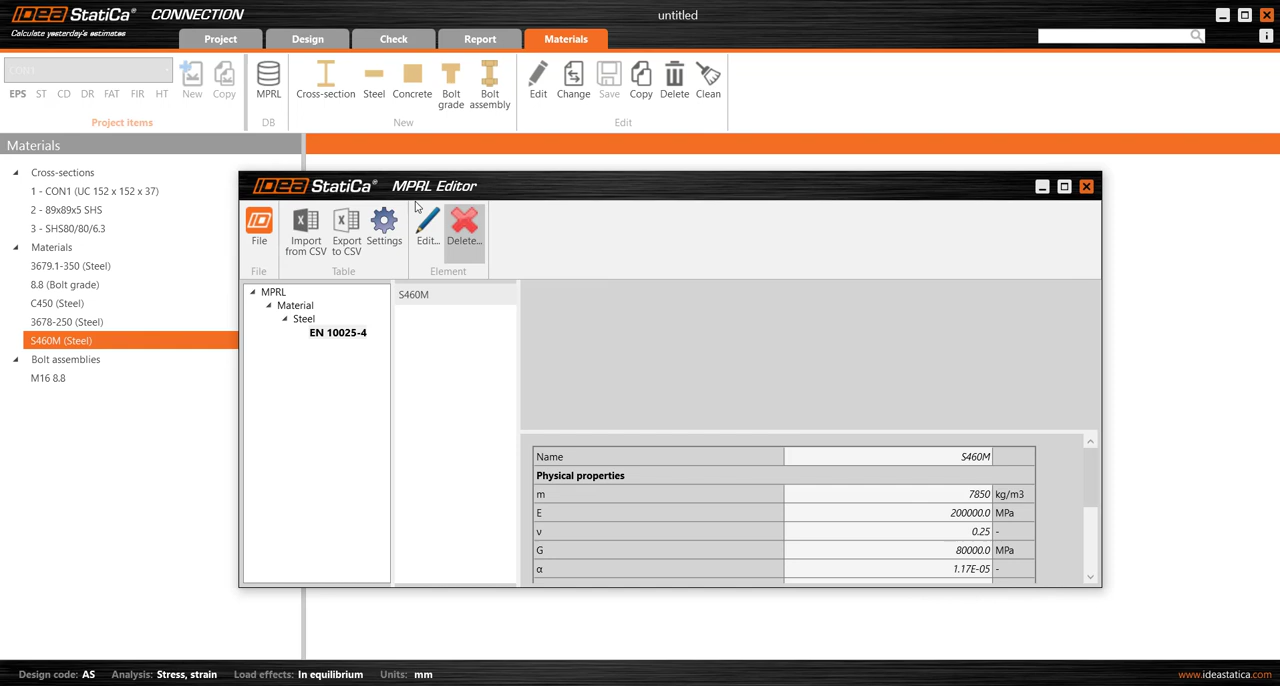 IDEA StatiCa® CONNECTION
Calculate yesterday's estimates
untitled
Project
Design
Check
Report
Materials
CON1
EPS ST CD DR FAT FIR HT
New
Copy
Project items
MPRL
DB
Cross-section
Steel
Concrete
Bolt grade
Bolt assembly
New
Edit
Change
Save
Copy
Delete
Clean
Edit
Materials
Cross-sections
1 - CON1 (UC 152 x 152 x 37)
2 - 89x89x5 SHS
3 - SHS80/80/6.3
Materials
3679.1-350 (Steel)
8.8 (Bolt grade)
C450 (Steel)
3678-250 (Steel)
S460M (Steel)
Bolt assemblies
M16 8.8
IDEA StatiCa® MPRL Editor
File
Import from CSV
Export to CSV
Settings
Edit...
Delete...
File
Table
Element
MPRL
Material
Steel
EN 10025-4
S460M
Name S460M
Physical properties
m 7850 kg/m3
E 200000.0 MPa
ν 0.25 -
G 80000.0 MPa
α 1.17E-05 -
Design code: AS Analysis: Stress, strain Load effects: In equilibrium Units: mm
www.ideastatica.com